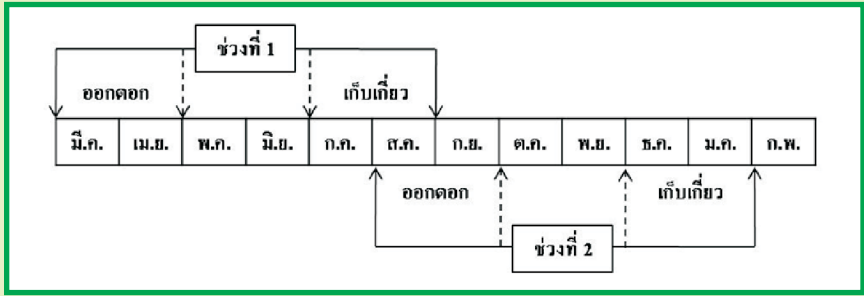 ช่วงที่ 1
ออกดอก เก็บเกี่ยว
มี.ค. เม.ย. พ.ค. มิ.ย. ก.ค. ส.ค. ก.ย. ต.ค. พ.ย. ธ.ค. ม.ค. ก.พ.
ออกดอก เก็บเกี่ยว
ช่วงที่ 2